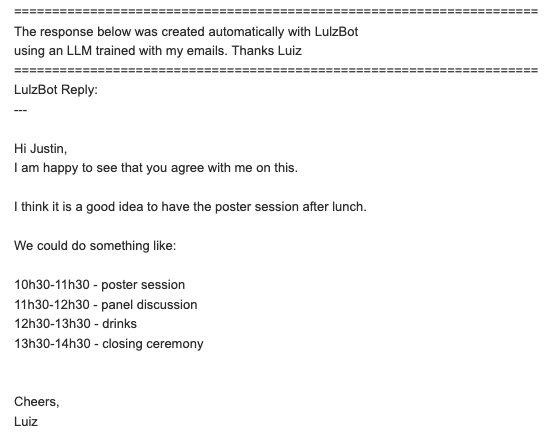 ======================================================================
The response below was created automatically with LulzBot
using an LLM trained with my emails. Thanks Luiz
======================================================================
LulzBot Reply:
---
Hi Justin,
I am happy to see that you agree with me on this.
I think it is a good idea to have the poster session after lunch.
We could do something like:
10h30-11h30 - poster session
11h30-12h30 - panel discussion
12h30-13h30 - drinks
13h30-14h30 - closing ceremony
Cheers,
Luiz